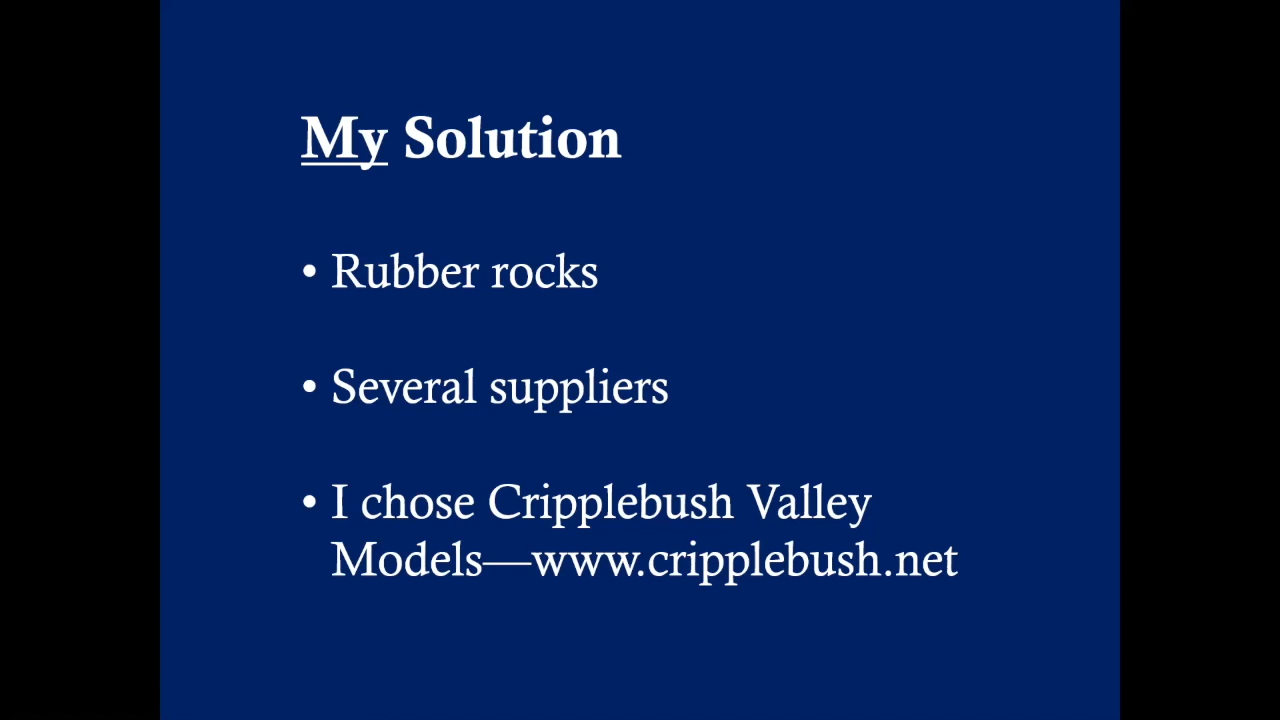 My Solution
• Rubber rocks
• Several suppliers
• I chose Cripplebush Valley
Models—www.cripplebush.net